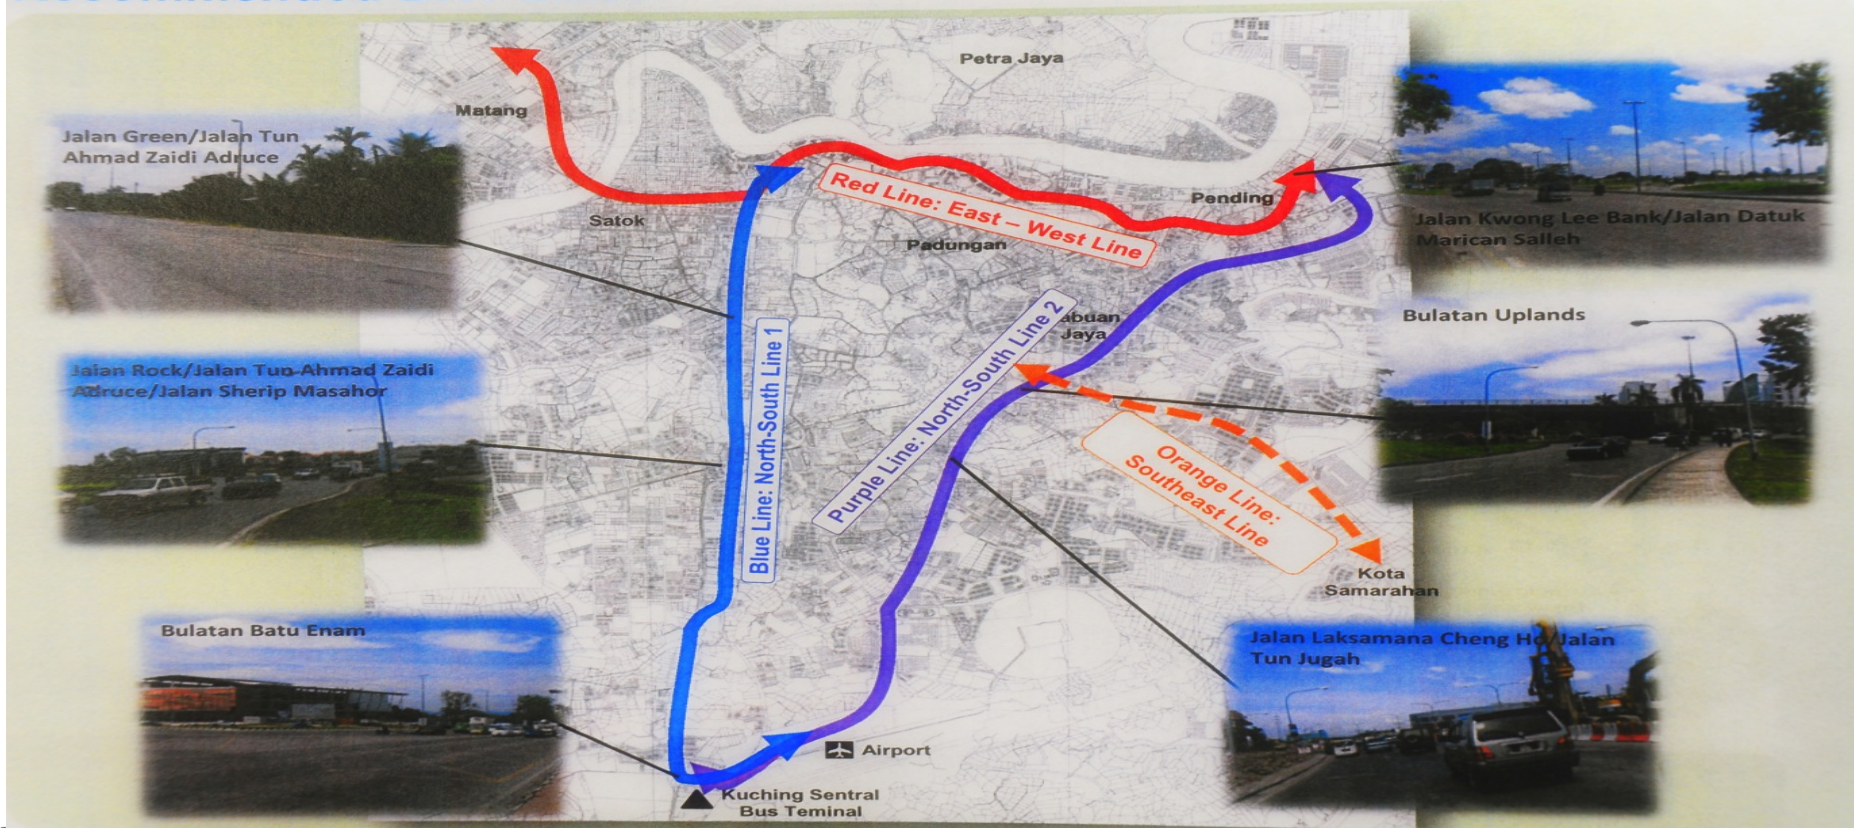 Petra Jaya
Matang
Jalan Green/Jalan Tun
Ahmad Zaidi Adruce
Satok
Red Line: East – West Line
Padungan
Pending
Jalan Kwong Lee Bank/Jalan Datuk
Marican Salleh
Jalan Rock/Jalan Tun Ahmad Zaidi
Adruce/Jalan Sherip Masahor
Blue Line: North-South Line 1
Purple Line: North-South Line 2
Jaya
Bulatan Uplands
Orange Line:
Southeast Line
Kota
Samarahan
Bulatan Batu Enam
Jalan Laksamana Cheng Ho/Jalan
Tun Jugah
Airport
Kuching Sentral
Bus Teminal